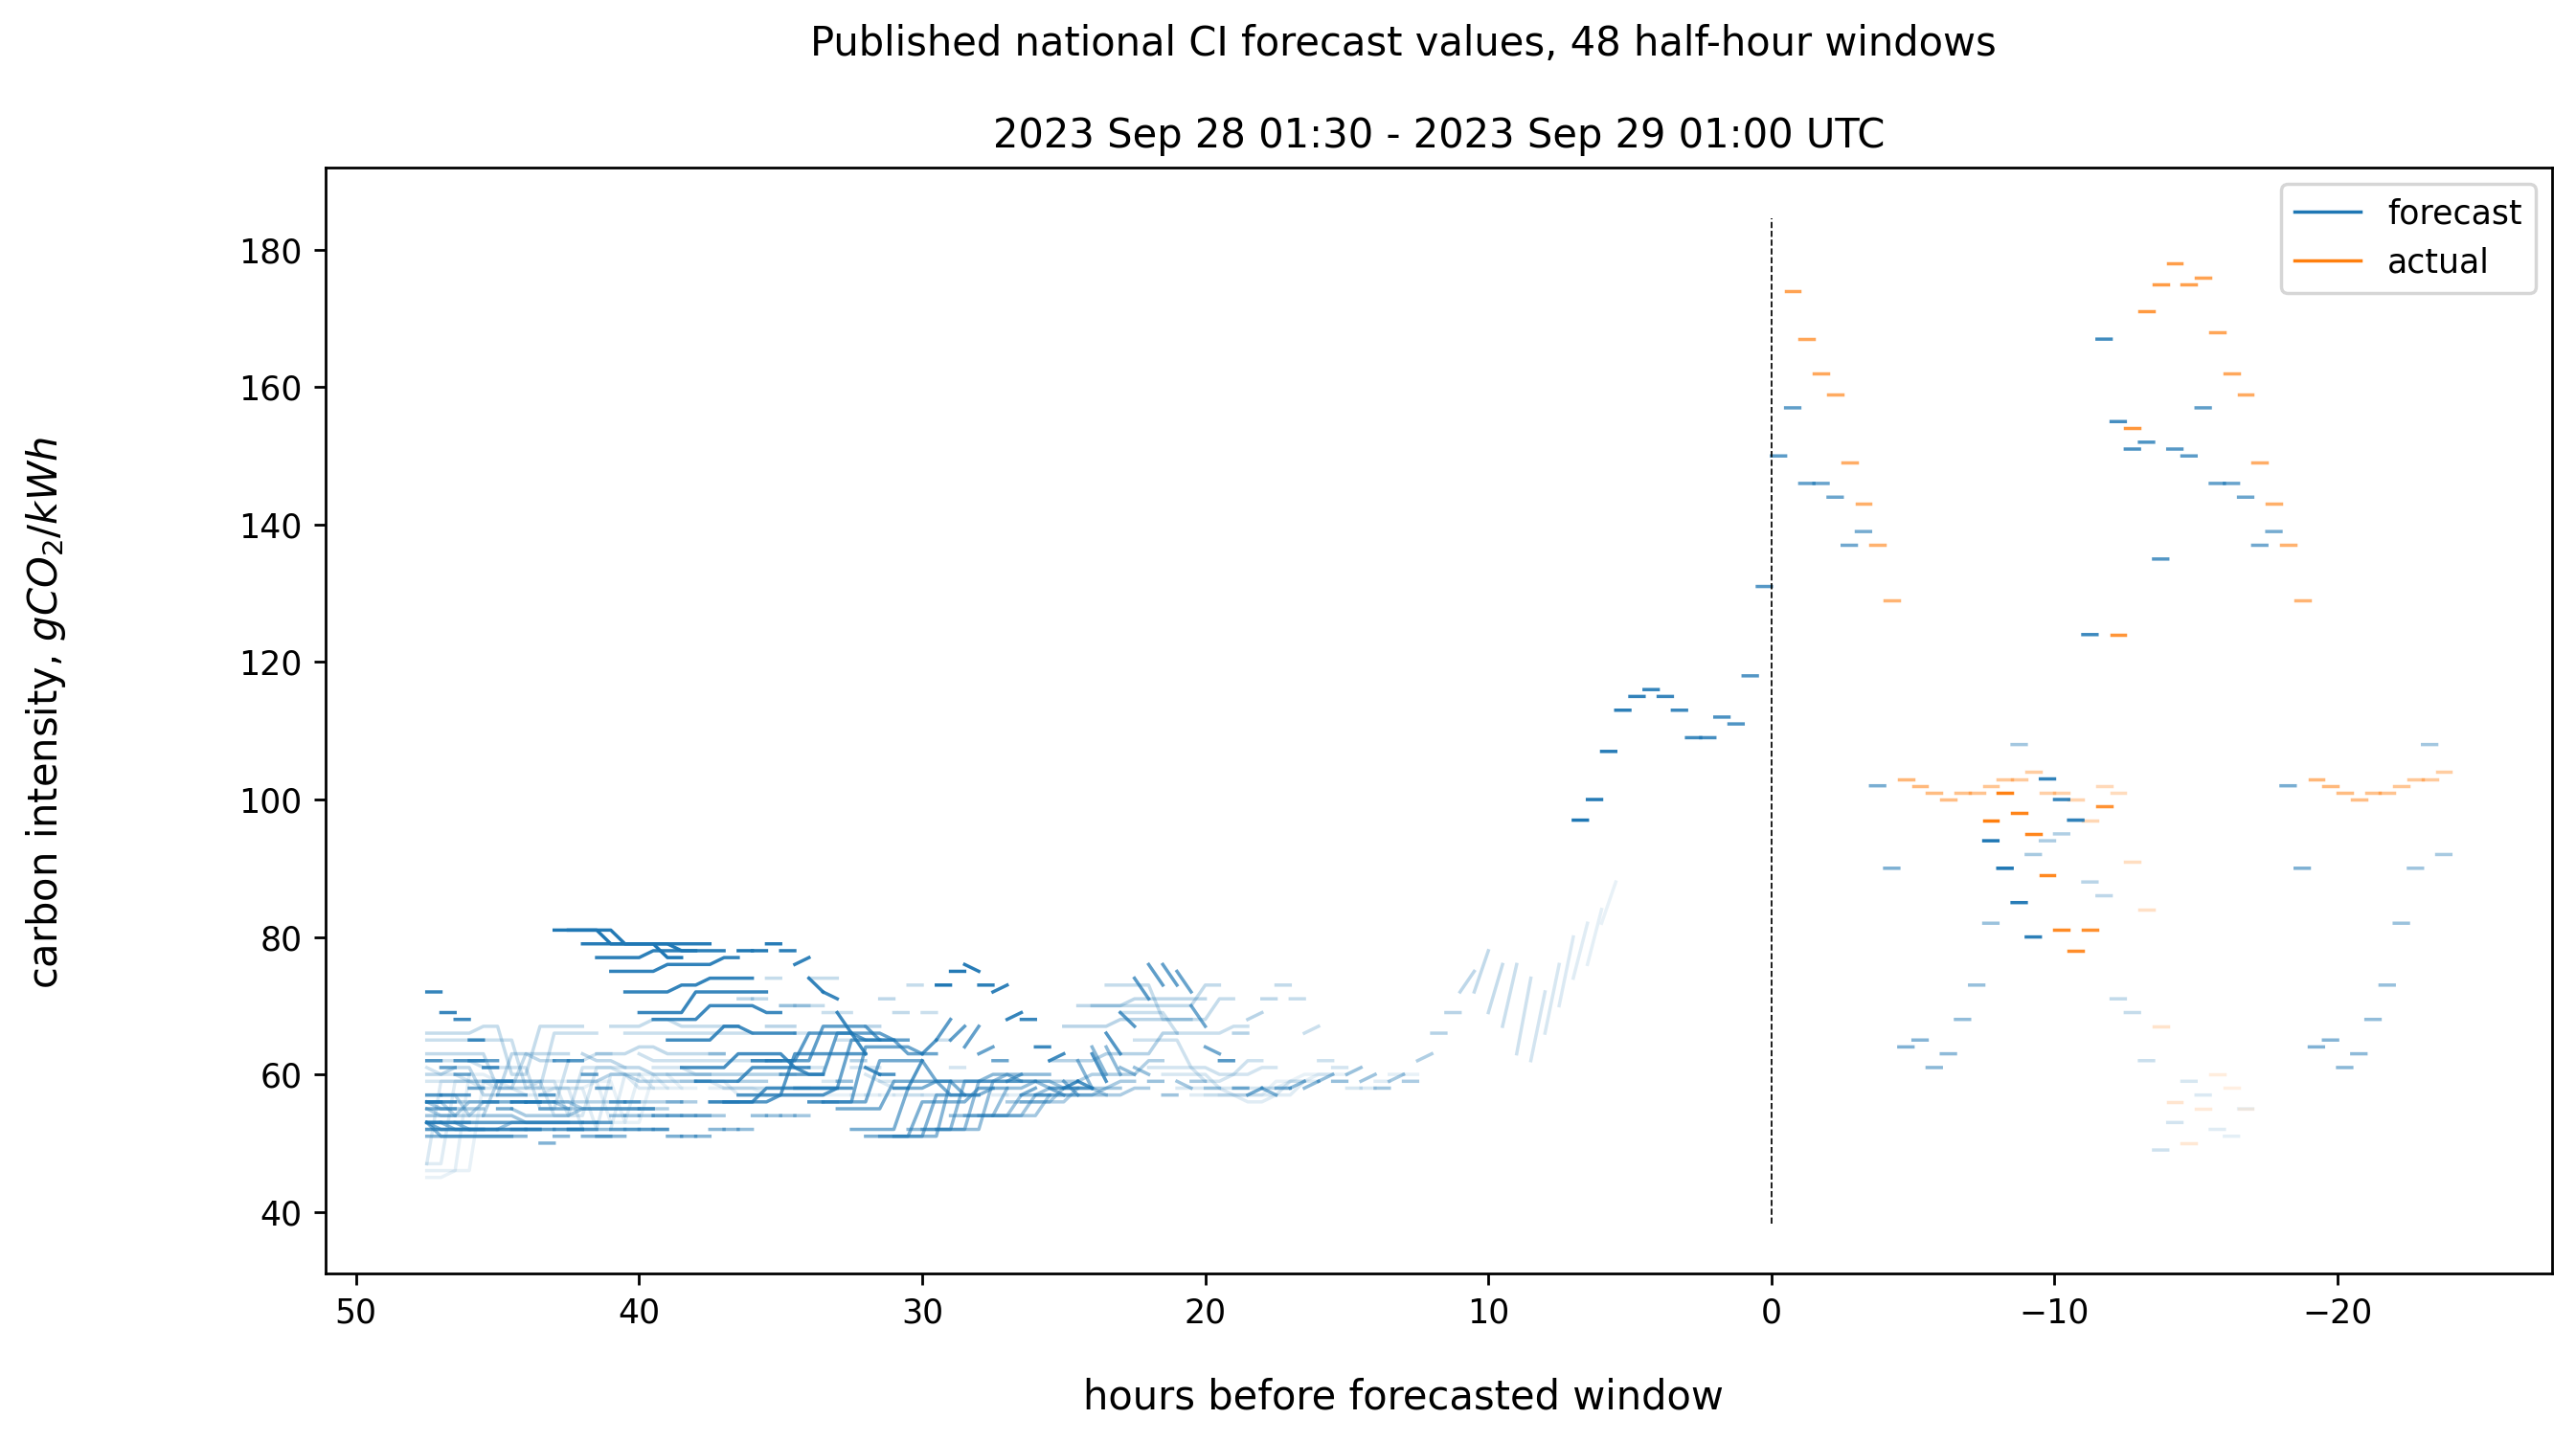 Published national CI forecast values, 48 half-hour windows
2023 Sep 28 01:30 - 2023 Sep 29 01:00 UTC
forecast
actual
carbon intensity, gCO₂/kWh
180
160
140
120
100
80
60
40
50 40 30 20 10 0 −10 −20
hours before forecasted window